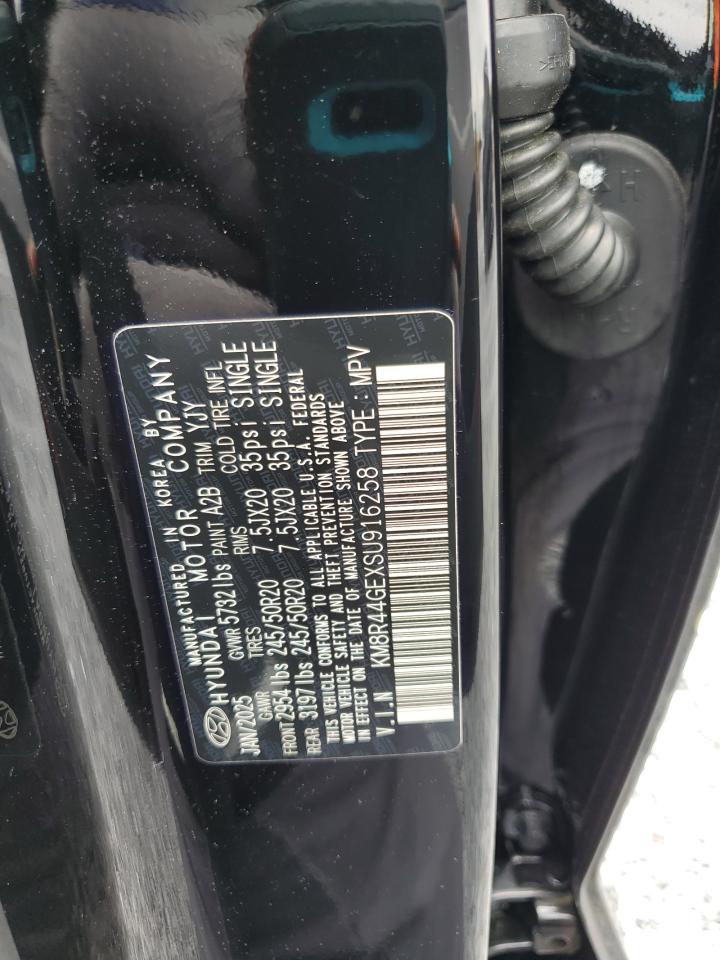 MANUFACTURED IN KOREA BY
HYUNDAI MOTOR COMPANY
JAN/2025 GVWR 5732 lbs PAINT A2B TRIM YJY
GAWR TIRES RIMS COLD TIRE INFL
FRONT 2954 lbs 245/50R20 7.5JX20 35psi SINGLE
REAR 3197 lbs 245/50R20 7.5JX20 35psi SINGLE
THIS VEHICLE CONFORMS TO ALL APPLICABLE U.S.A. FEDERAL
MOTOR VEHICLE SAFETY AND THEFT PREVENTION STANDARDS
IN EFFECT ON THE DATE OF MANUFACTURE SHOWN ABOVE
V.I.N KM8R44GEXSU916258 TYPE : MPV